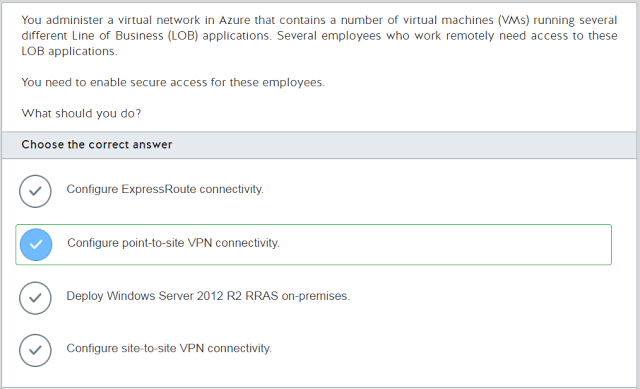 You administer a virtual network in Azure that contains a number of virtual machines (VMs) running several
different Line of Business (LOB) applications. Several employees who work remotely need access to these
LOB applications.
You need to enable secure access for these employees.
What should you do?
Choose the correct answer
Configure ExpressRoute connectivity.
Configure point-to-site VPN connectivity.
Deploy Windows Server 2012 R2 RRAS on-premises.
Configure site-to-site VPN connectivity.